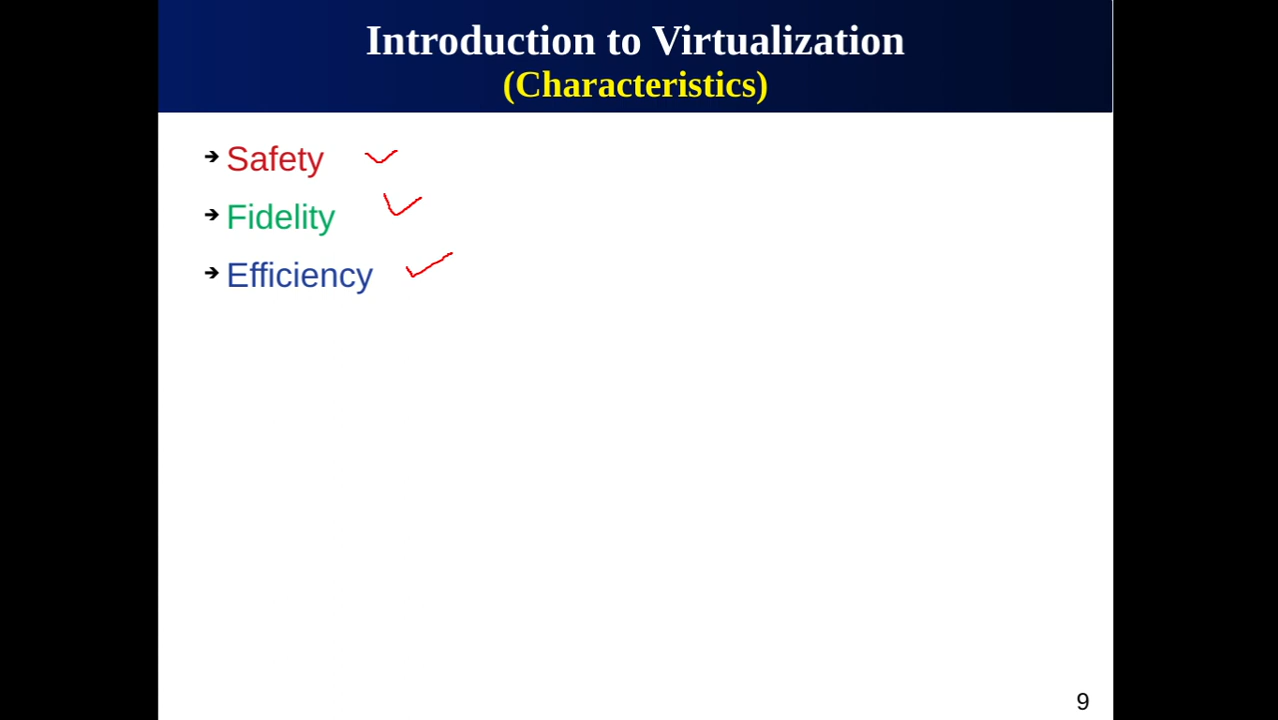 Introduction to Virtualization
(Characteristics)
➔ Safety
➔ Fidelity
➔ Efficiency
9